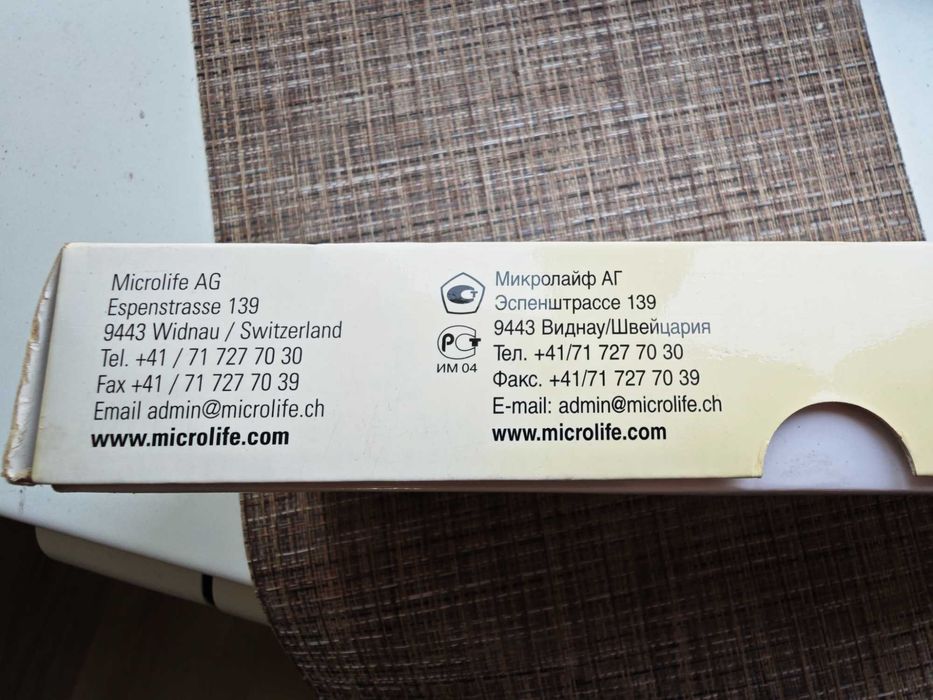 Microlife AG
Espenstrasse 139
9443 Widnau / Switzerland
Tel. +41 / 71 727 70 30
Fax +41 / 71 727 70 39
Email admin@microlife.ch
www.microlife.com
РСТ
ИМ 04
Микролайф АГ
Эспенштрассе 139
9443 Виднау/Швейцария
Тел. +41/71 727 70 30
Факс. +41/71 727 70 39
E-mail: admin@microlife.ch
www.microlife.com